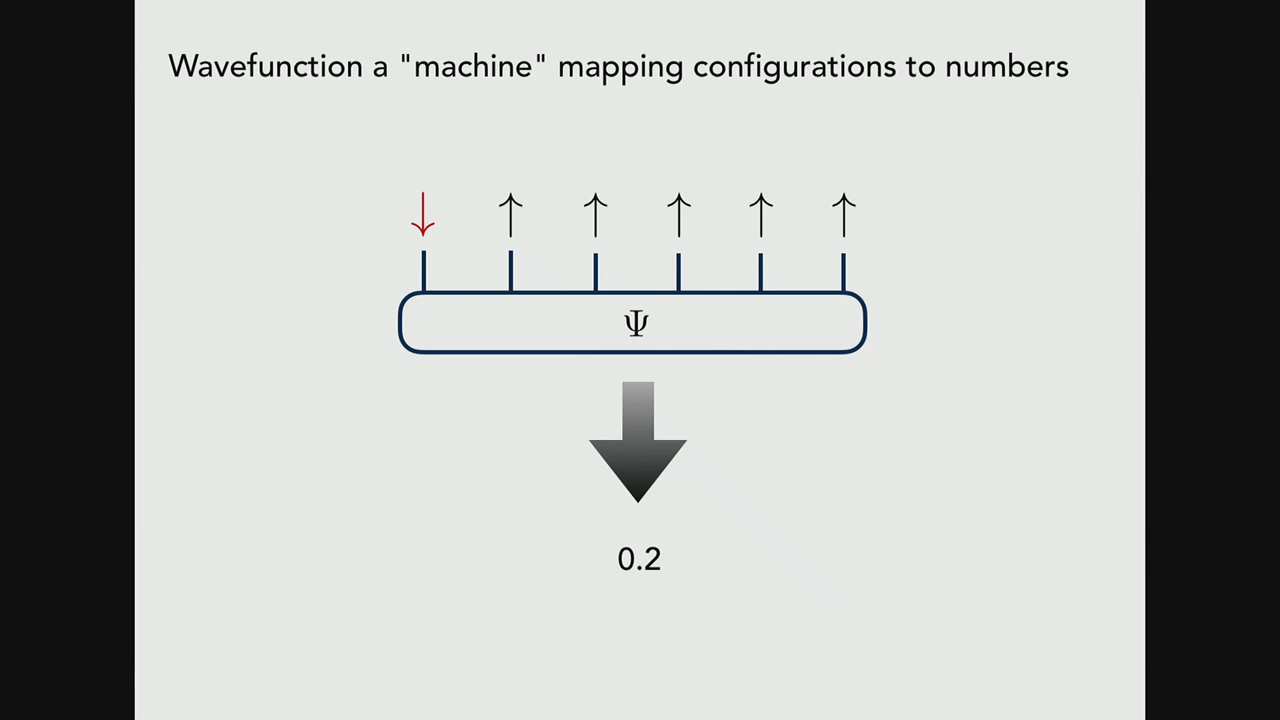 Wavefunction a "machine" mapping configurations to numbers
↓ ↑ ↑ ↑ ↑ ↑
Ψ
0.2